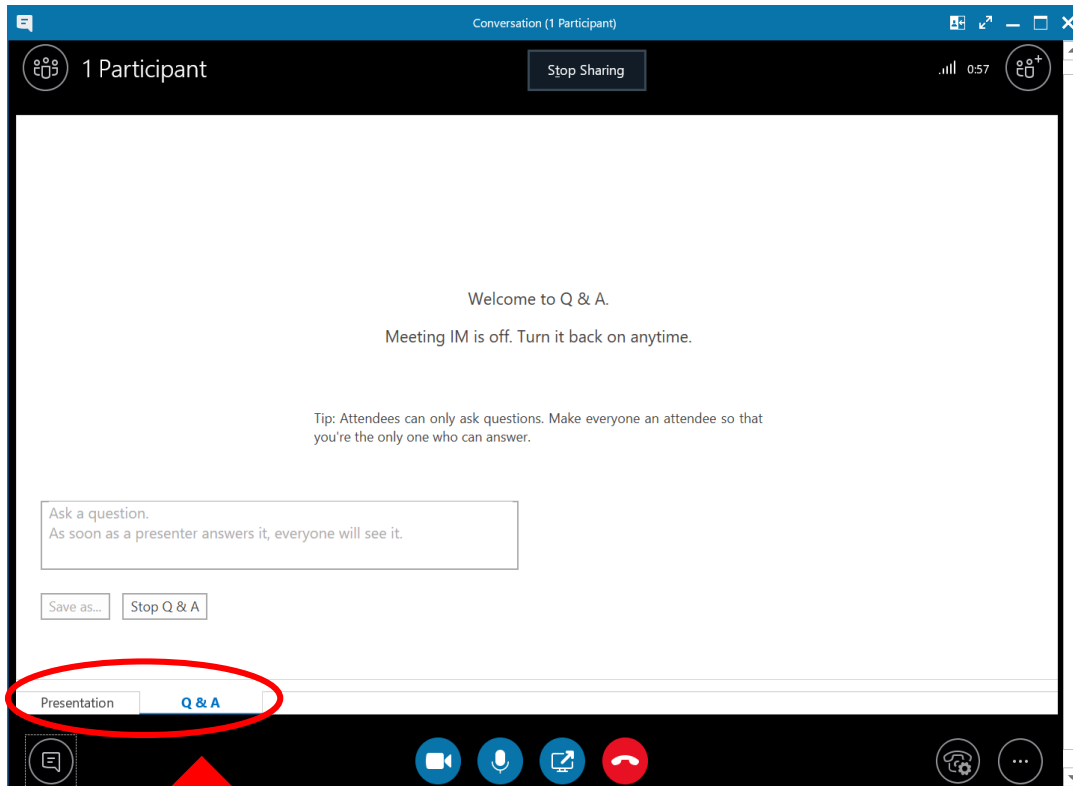 Conversation (1 Participant)
1 Participant
Stop Sharing
0:57
Welcome to Q & A.
Meeting IM is off. Turn it back on anytime.
Tip: Attendees can only ask questions. Make everyone an attendee so that
you're the only one who can answer.
Ask a question.
As soon as a presenter answers it, everyone will see it.
Save as...
Stop Q & A
Presentation
Q & A